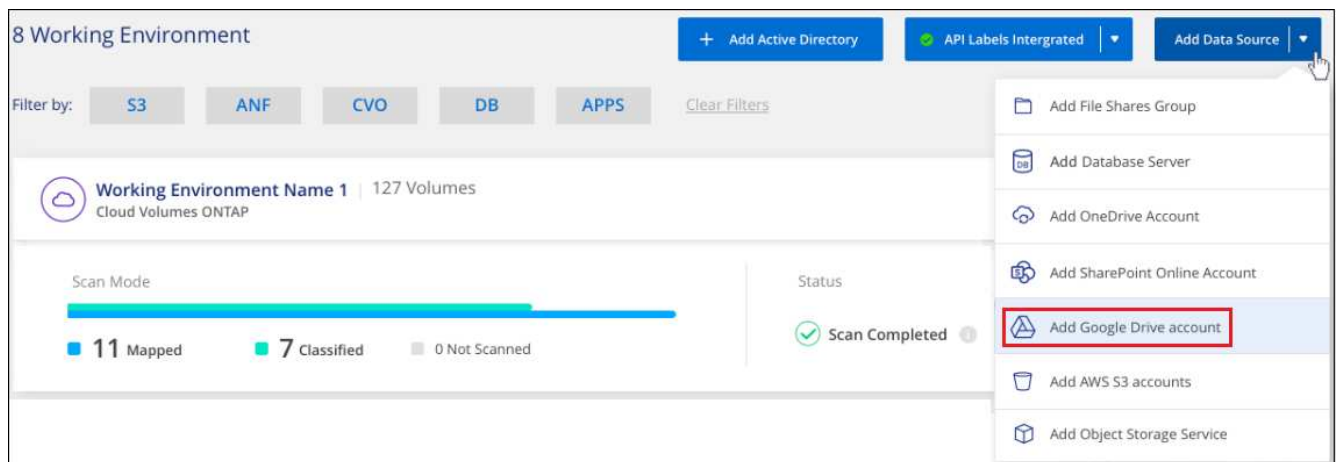 8 Working Environment
+ Add Active Directory
API Labels Intergrated
Add Data Source
Filter by:
S3
ANF
CVO
DB
APPS
Clear Filters
Working Environment Name 1 | 127 Volumes
Cloud Volumes ONTAP
Scan Mode
11 Mapped
7 Classified
0 Not Scanned
Status
Scan Completed
Add File Shares Group
DB
Add Database Server
Add OneDrive Account
S
Add SharePoint Online Account
Add Google Drive account
Add AWS S3 accounts
Add Object Storage Service